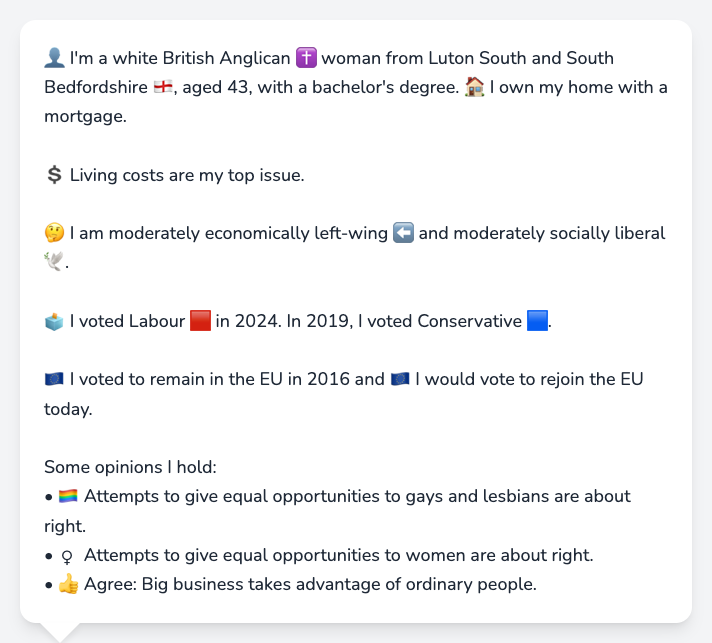 👤 I'm a white British Anglican ✝️ woman from Luton South and South
Bedfordshire 🏴󠁧󠁢󠁥󠁮󠁧󠁿, aged 43, with a bachelor's degree. 🏠 I own my home with a
mortgage.
💲 Living costs are my top issue.
🤔 I am moderately economically left-wing ⬅️ and moderately socially liberal
🕊️.
🗳️ I voted Labour 🟥 in 2024. In 2019, I voted Conservative 🟦.
🇪🇺 I voted to remain in the EU in 2016 and 🇪🇺 I would vote to rejoin the EU
today.
Some opinions I hold:
• 🏳️‍🌈 Attempts to give equal opportunities to gays and lesbians are about
right.
• ♀️ Attempts to give equal opportunities to women are about right.
• 👍 Agree: Big business takes advantage of ordinary people.